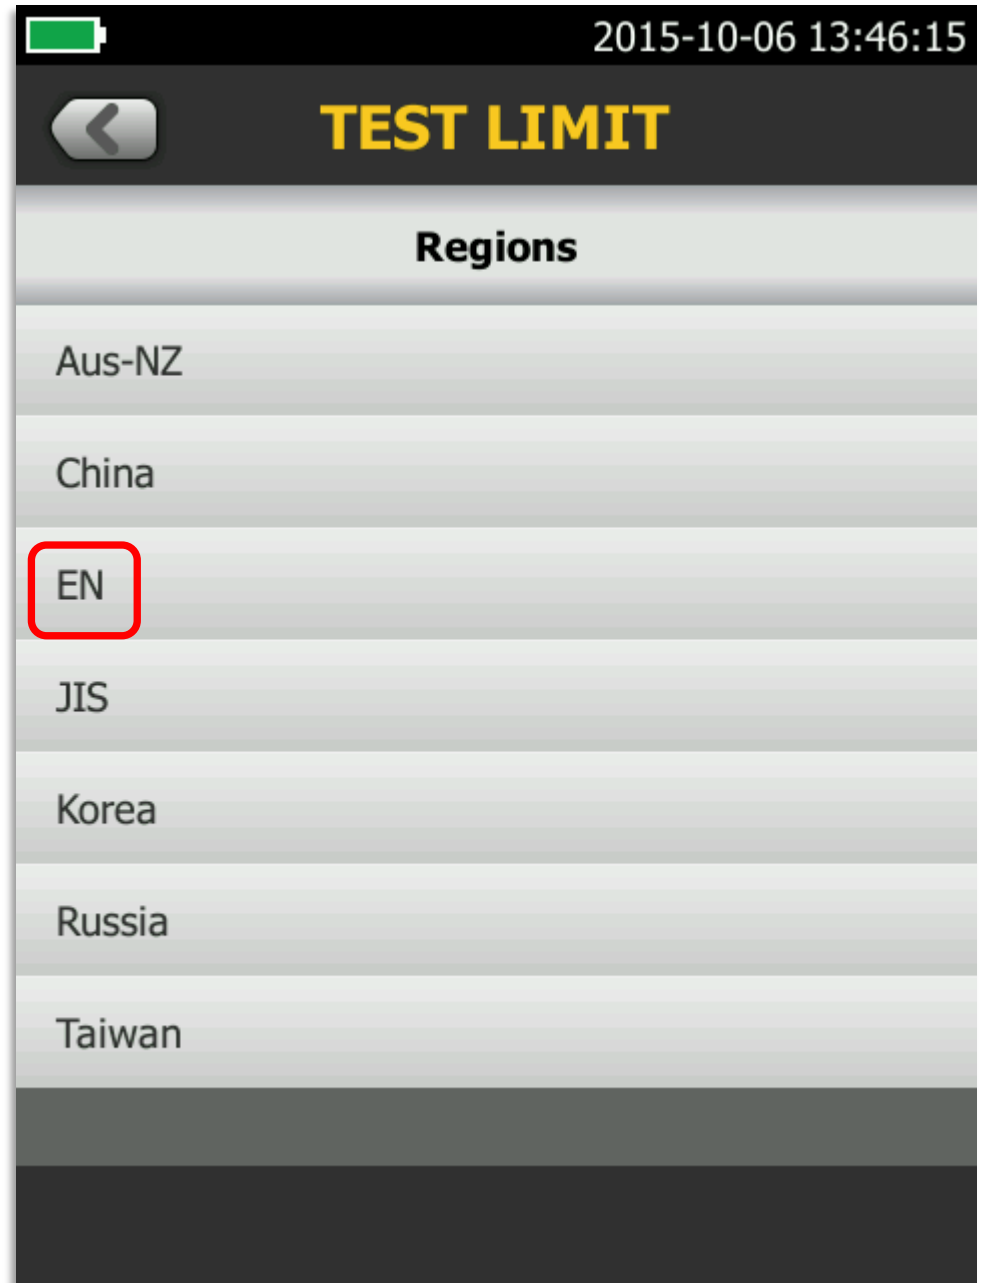 2015-10-06 13:46:15
TEST LIMIT
Regions
Aus-NZ
China
EN
JIS
Korea
Russia
Taiwan